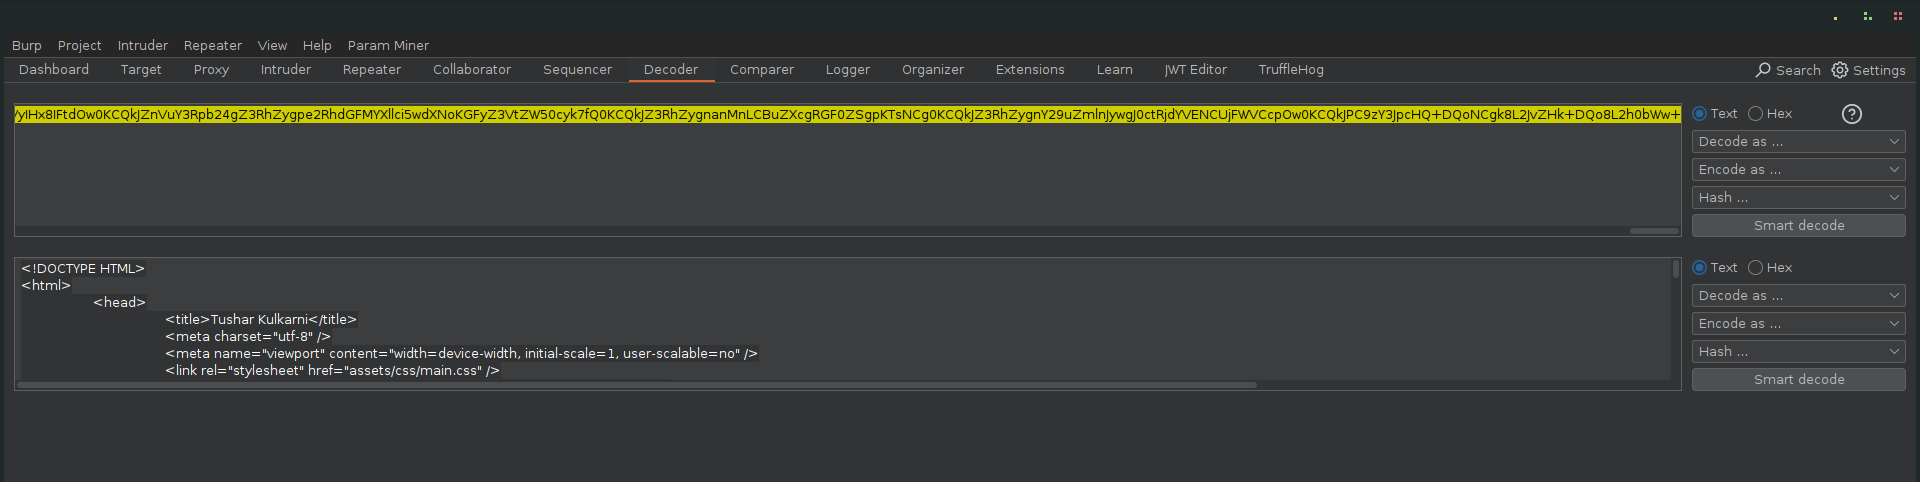 Burp Project Intruder Repeater View Help Param Miner
Dashboard Target Proxy Intruder Repeater Collaborator Sequencer Decoder Comparer Logger Organizer Extensions Learn JWT Editor TruffleHog Search Settings
/yIHx8IFtdOw0KCQkJZnVuY3Rpb24gZ3RhZygpe2RhdGFMYXllci5wdXNoKGFyZ3VtZW50cyk7fQ0KCQkJZ3RhZygnanMnLCBuZXcgRGF0ZSgpKTsNCg0KCQkJZ3RhZygnY29uZmlnJywgJ0ctRjdYVENCUjFWVCcpOw0KCQkJPC9zY3JpcHQ+DQoNCgk8L2JvZHk+DQo8L2h0bWw+
Text Hex ?
Decode as ...
Encode as ...
Hash ...
Smart decode
<!DOCTYPE HTML>
<html>
<head>
<title>Tushar Kulkarni</title>
<meta charset="utf-8" />
<meta name="viewport" content="width=device-width, initial-scale=1, user-scalable=no" />
<link rel="stylesheet" href="assets/css/main.css" />
Text Hex
Decode as ...
Encode as ...
Hash ...
Smart decode